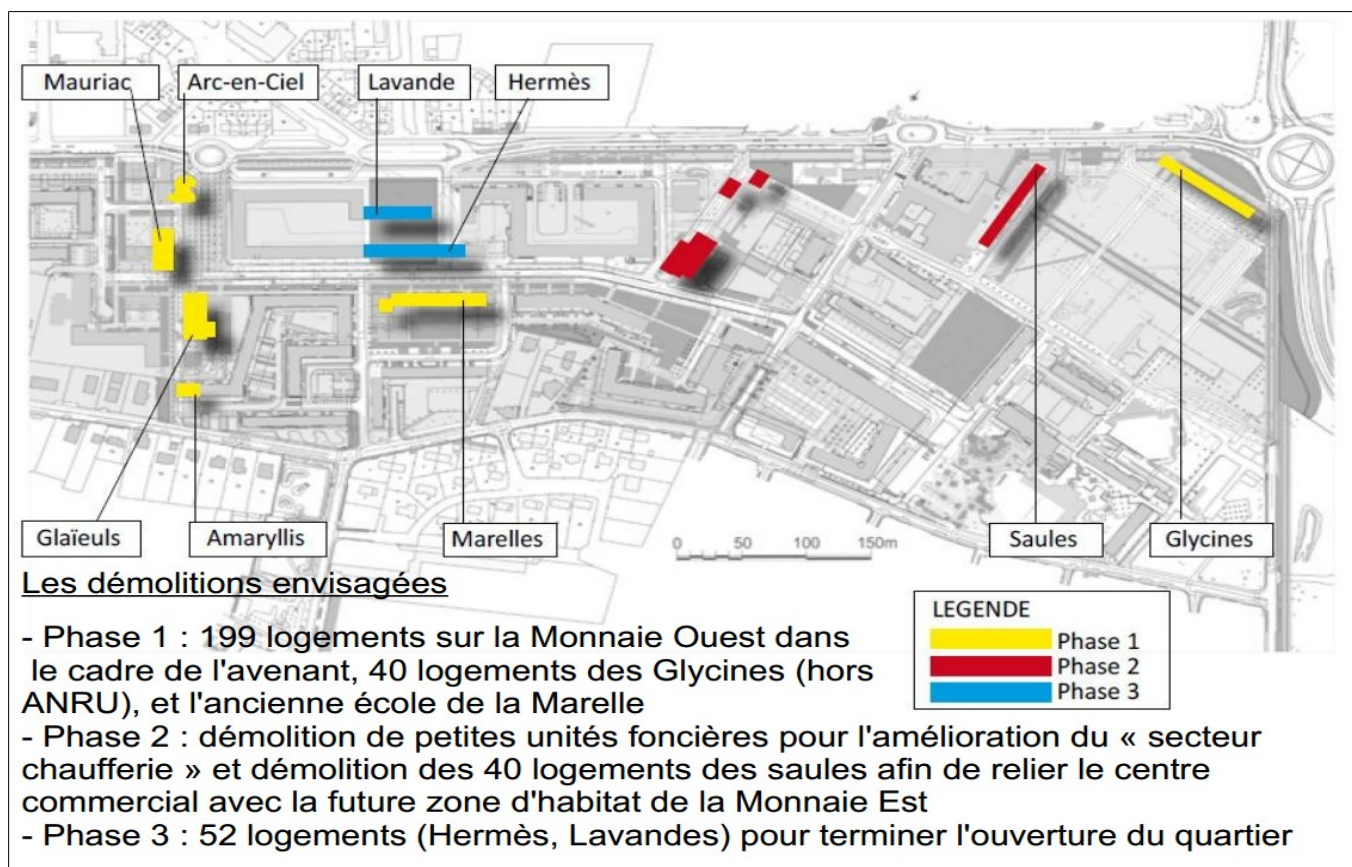 Mauriac
Arc-en-Ciel
Lavande
Hermès
Glaïeuls
Amaryllis
Marelles
Saules
Glycines
0 50 100 150m
Les démolitions envisagées
LEGENDE
Phase 1
Phase 2
Phase 3
- Phase 1 : 199 logements sur la Monnaie Ouest dans
le cadre de l'avenant, 40 logements des Glycines (hors
ANRU), et l'ancienne école de la Marelle
- Phase 2 : démolition de petites unités foncières pour l'amélioration du « secteur
chaufferie » et démolition des 40 logements des saules afin de relier le centre
commercial avec la future zone d'habitat de la Monnaie Est
- Phase 3 : 52 logements (Hermès, Lavandes) pour terminer l'ouverture du quartier